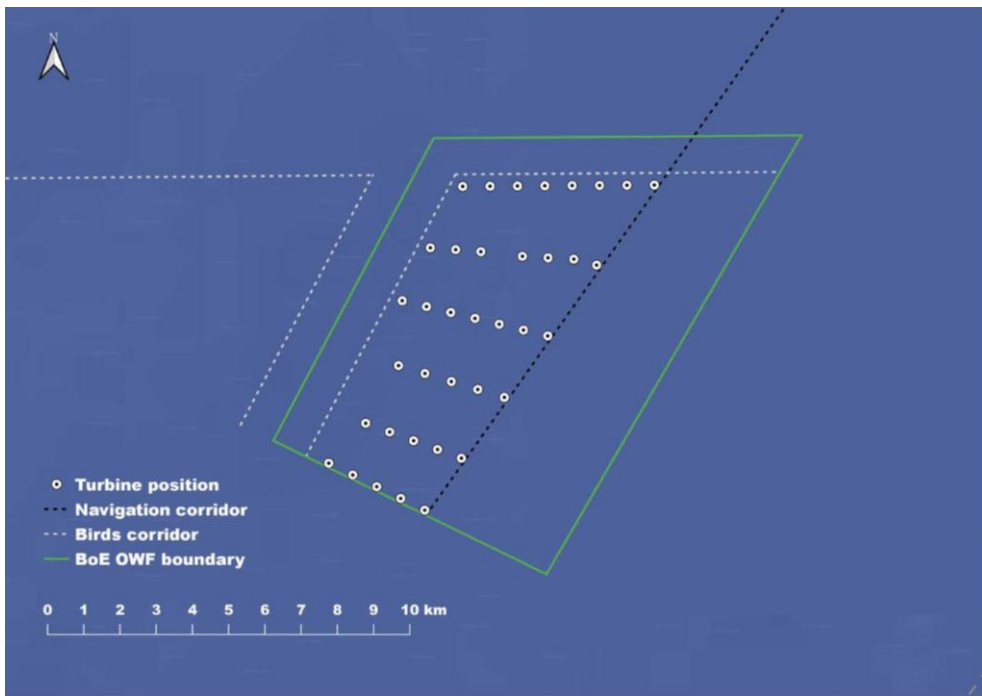 N
Turbine position
Navigation corridor
Birds corridor
BoE OWF boundary
0 1 2 3 4 5 6 7 8 9 10 km